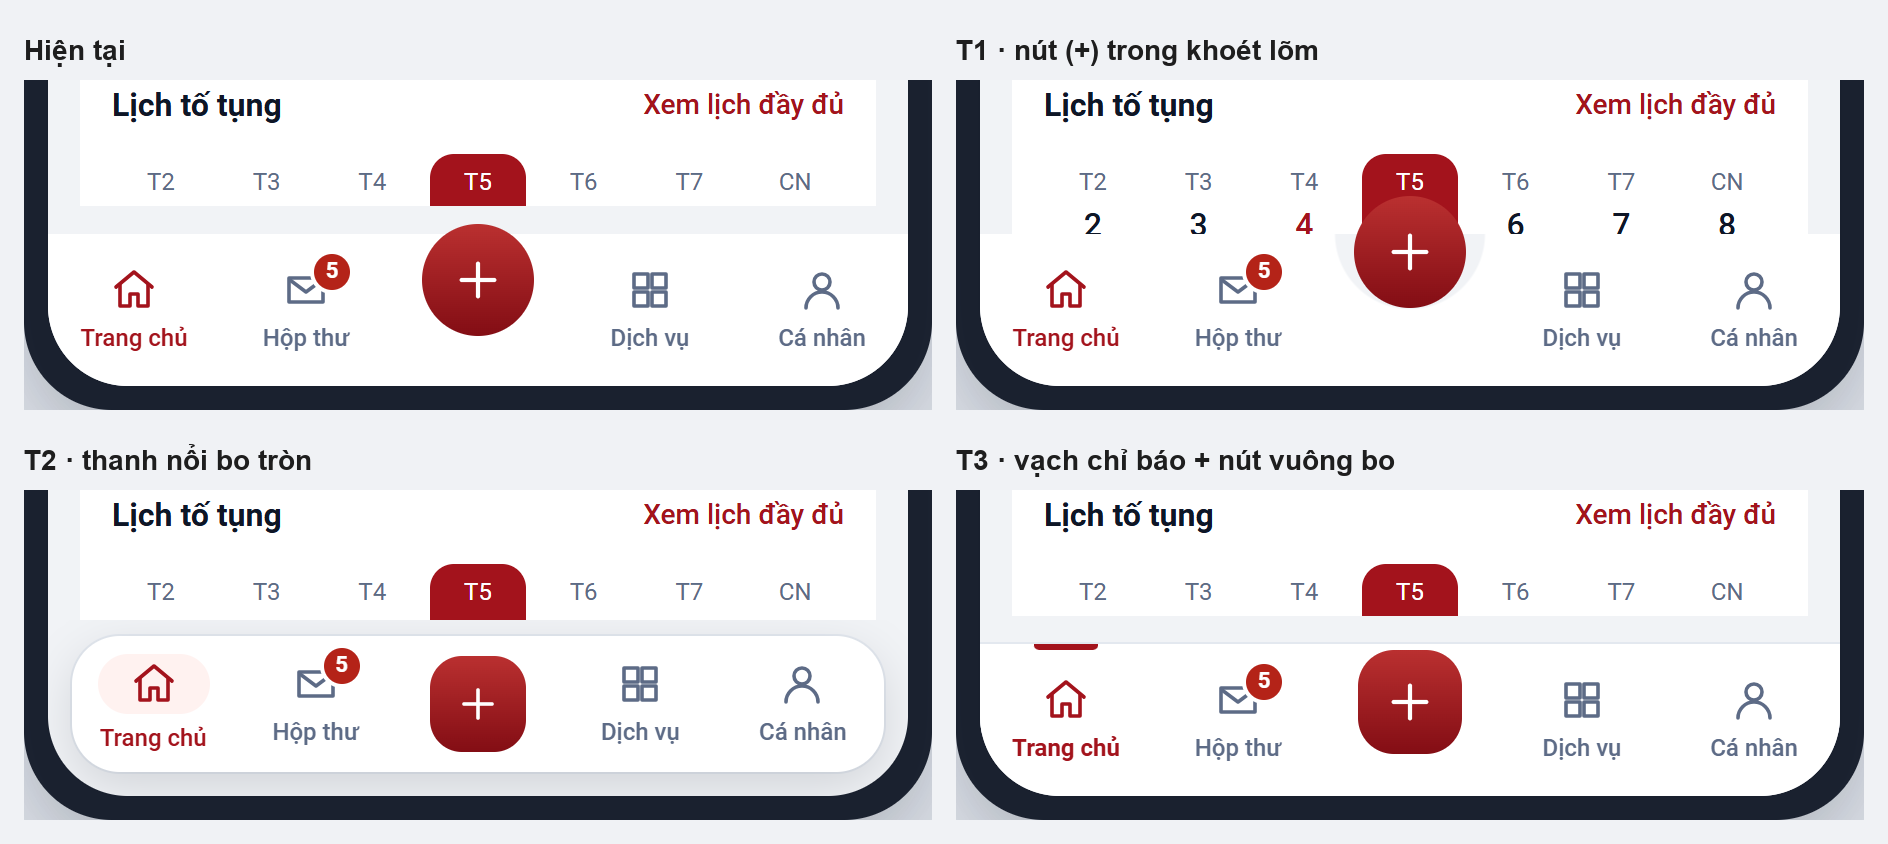 Hiện tại
Lịch tố tụng Xem lịch đầy đủ
T2 T3 T4 T5 T6 T7 CN
5
Trang chủ Hộp thư Dịch vụ Cá nhân
T1 · nút (+) trong khoét lõm
Lịch tố tụng Xem lịch đầy đủ
T2 T3 T4 T5 T6 T7 CN
2 3 4 6 7 8
5
Trang chủ Hộp thư Dịch vụ Cá nhân
T2 · thanh nổi bo tròn
Lịch tố tụng Xem lịch đầy đủ
T2 T3 T4 T5 T6 T7 CN
5
Trang chủ Hộp thư Dịch vụ Cá nhân
T3 · vạch chỉ báo + nút vuông bo
Lịch tố tụng Xem lịch đầy đủ
T2 T3 T4 T5 T6 T7 CN
5
Trang chủ Hộp thư Dịch vụ Cá nhân